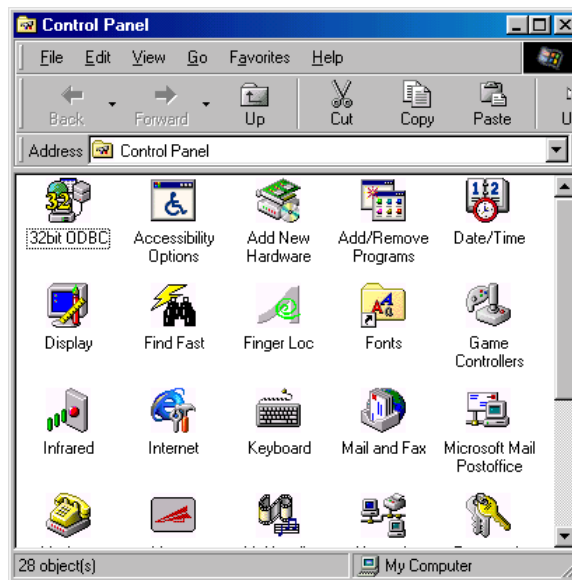 Control Panel
File Edit View Go Favorites Help
Back Forward Up Cut Copy Paste
Address Control Panel
32bit ODBC Accessibility Options Add New Hardware Add/Remove Programs Date/Time
Display Find Fast Finger Loc Fonts Game Controllers
Infrared Internet Keyboard Mail and Fax Microsoft Mail Postoffice
28 object(s) My Computer